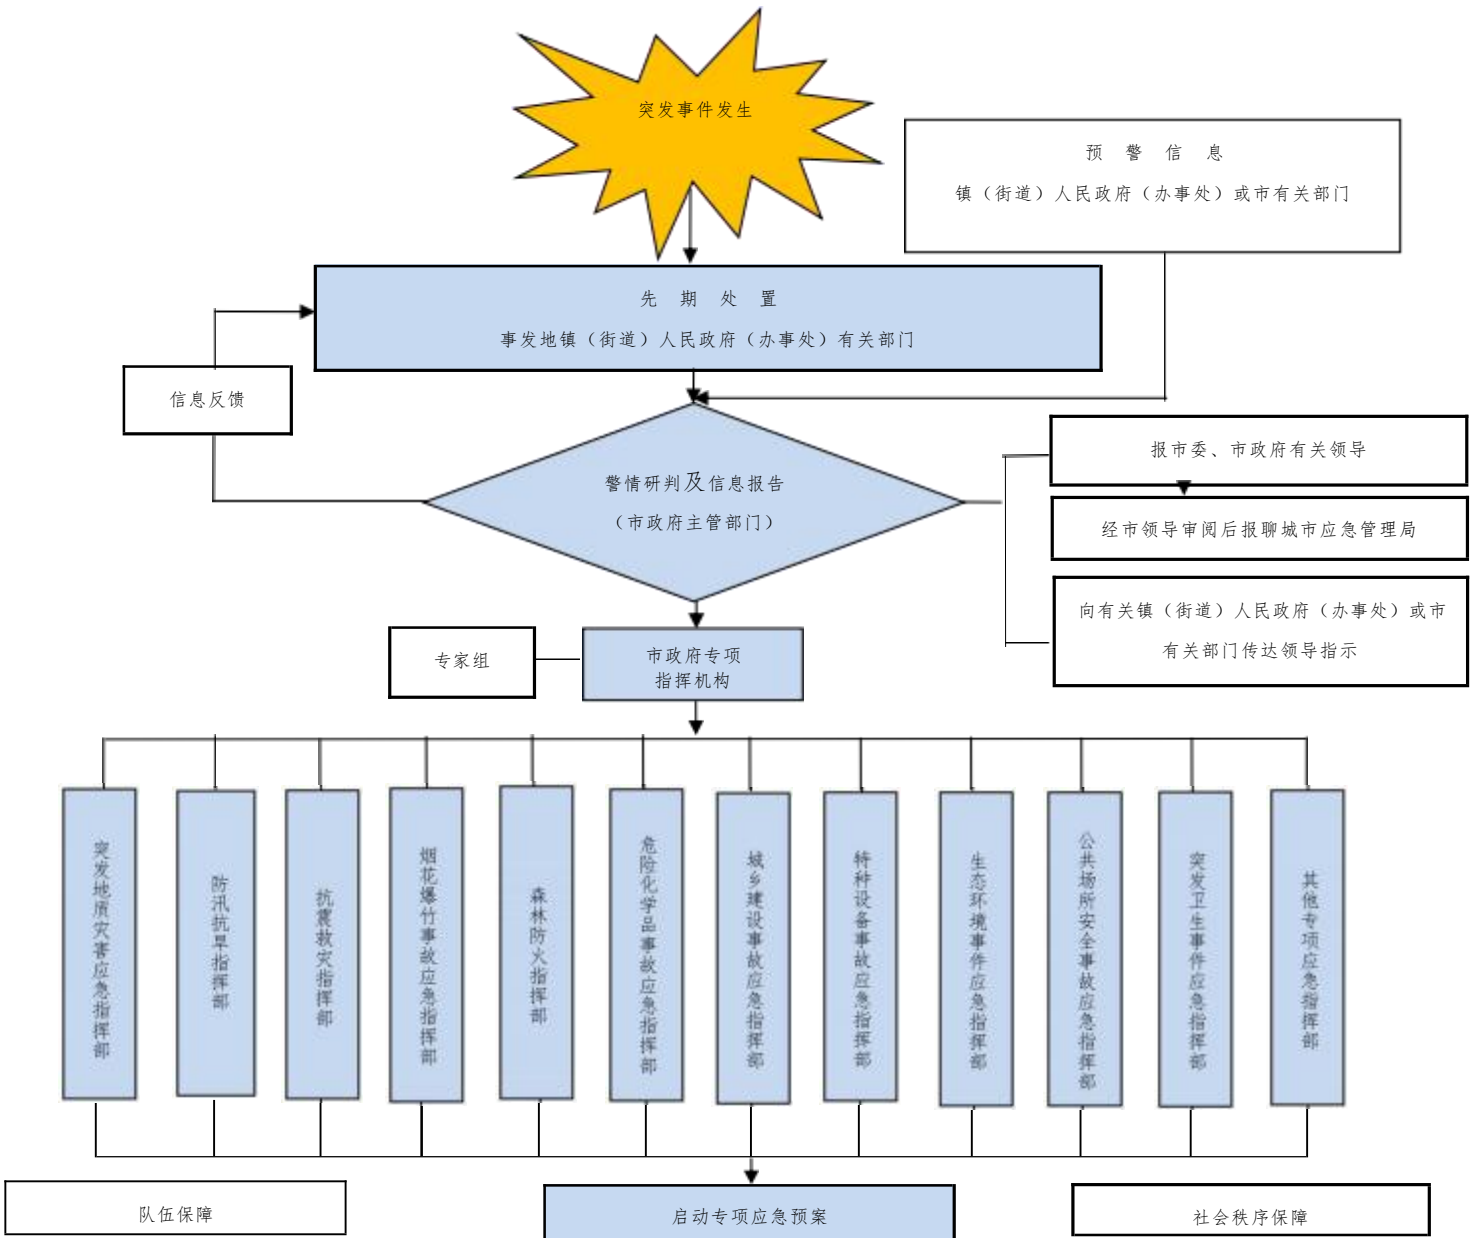 突发事件发生
预 警 信 息
镇（街道）人民政府（办事处）或市有关部门
先 期 处 置
事发地镇（街道）人民政府（办事处）有关部门
信息反馈
警情研判及信息报告
（市政府主管部门）
报市委、市政府有关领导
经市领导审阅后报聊城市应急管理局
向有关镇（街道）人民政府（办事处）或市
有关部门传达领导指示
专家组
市政府专项
指挥机构
突发地质灾害应急指挥部
防汛抗旱指挥部
抗震救灾指挥部
烟花爆竹事故应急指挥部
森林防火指挥部
危险化学品事故应急指挥部
城乡建设事故应急指挥部
特种设备事故应急指挥部
生态环境事件应急指挥部
公共场所安全事故应急指挥部
突发卫生事件应急指挥部
其他专项应急指挥部
队伍保障
启动专项应急预案
社会秩序保障